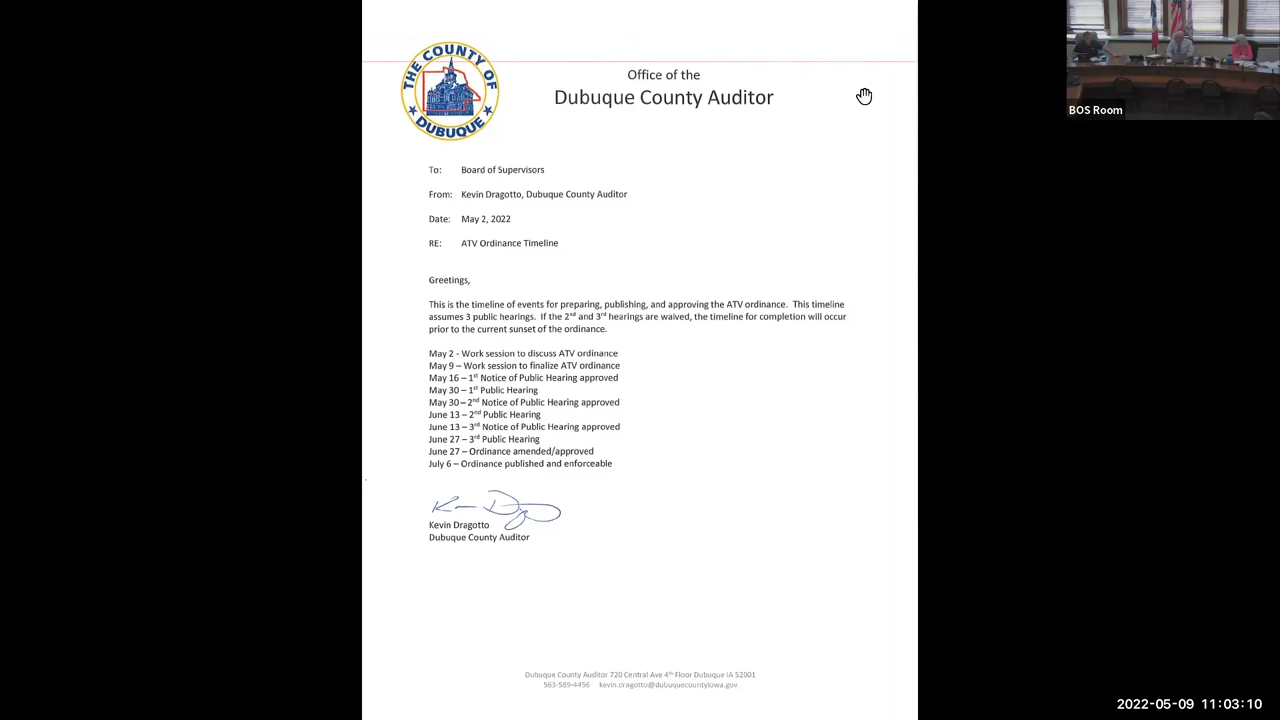 THE COUNTY OF
DUBUQUE
Office of the
Dubuque County Auditor
BOS Room
To: Board of Supervisors
From: Kevin Dragotto, Dubuque County Auditor
Date: May 2, 2022
RE: ATV Ordinance Timeline
Greetings,
This is the timeline of events for preparing, publishing, and approving the ATV ordinance. This timeline
assumes 3 public hearings. If the 2nd and 3rd hearings are waived, the timeline for completion will occur
prior to the current sunset of the ordinance.
May 2 - Work session to discuss ATV ordinance
May 9 – Work session to finalize ATV ordinance
May 16 – 1st Notice of Public Hearing approved
May 30 – 1st Public Hearing
May 30 – 2nd Notice of Public Hearing approved
June 13 – 2nd Public Hearing
June 13 – 3rd Notice of Public Hearing approved
June 27 – 3rd Public Hearing
June 27 – Ordinance amended/approved
July 6 – Ordinance published and enforceable
Kevin Dragotto
Dubuque County Auditor
Dubuque County Auditor 720 Central Ave 4th Floor Dubuque IA 52001
563-589-4456 kevin.dragotto@dubuquecountyiowa.gov
2022-05-09 11:03:10